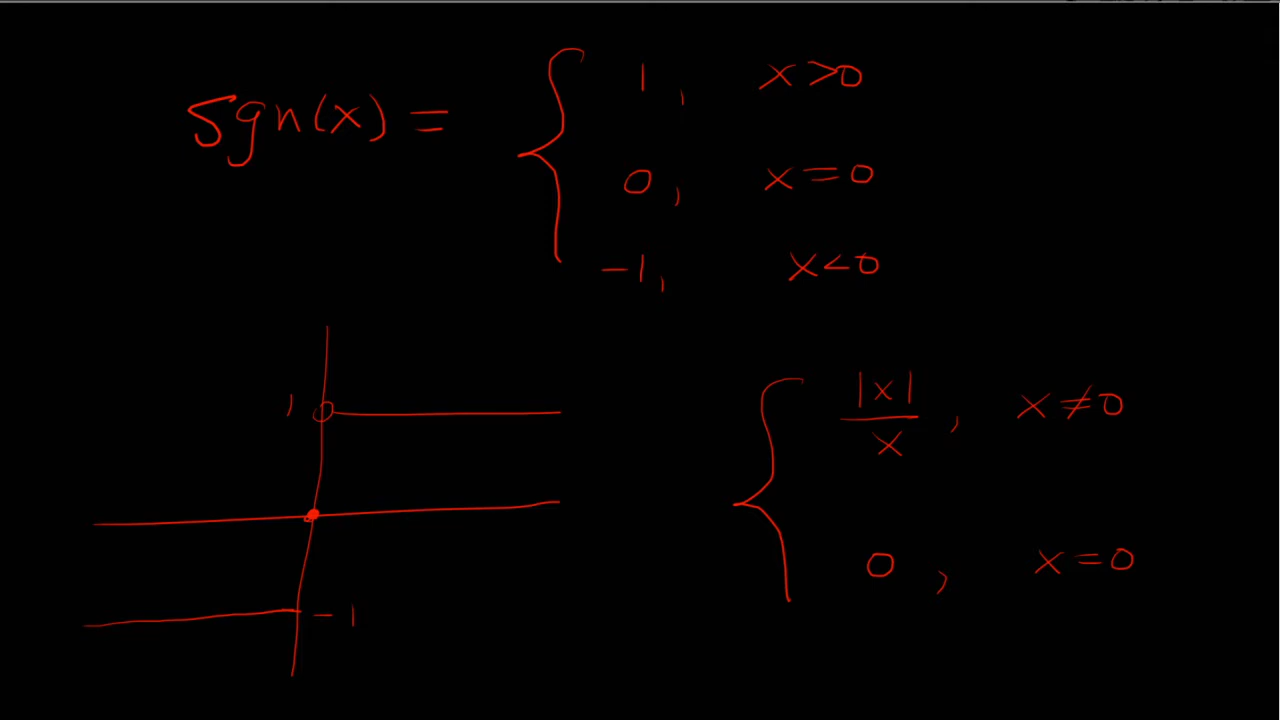 sgn(x) =
1, x>0
0, x=0
-1, x<0
1
-1
|x|/x, x≠0
0, x=0